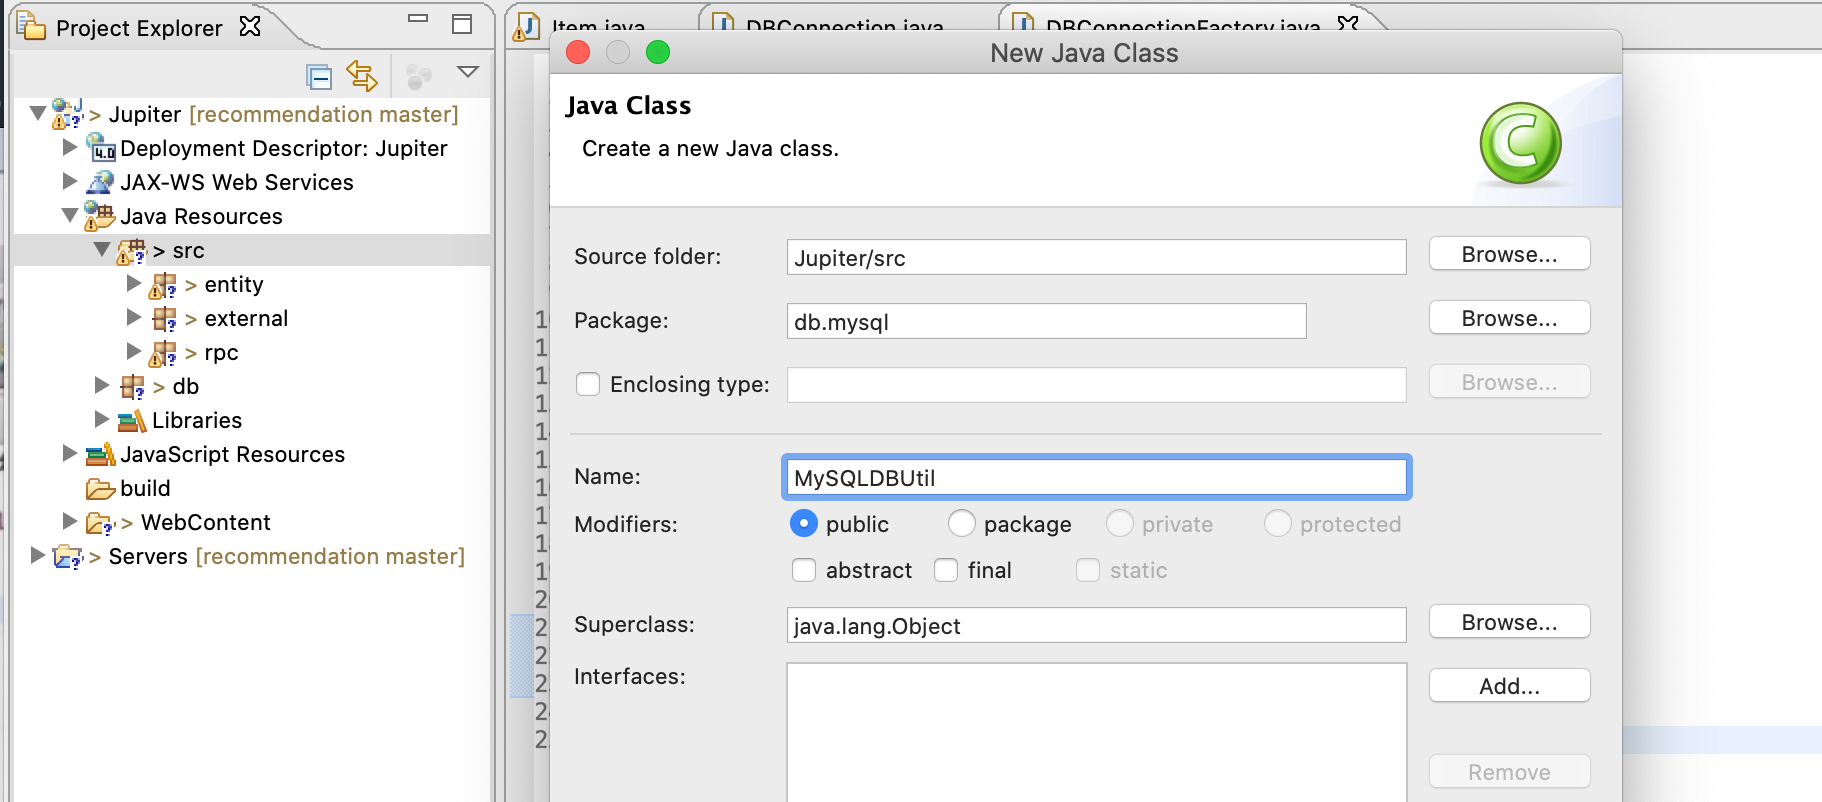 Project Explorer
Item.java
DBConnection.java
DBConnectionFactory.java
New Java Class
Java Class
Create a new Java class.
> Jupiter [recommendation master]
4.0 Deployment Descriptor: Jupiter
JAX-WS Web Services
Java Resources
> src
> entity
> external
> rpc
> db
Libraries
JavaScript Resources
build
> WebContent
> Servers [recommendation master]
Source folder: Jupiter/src Browse...
Package: db.mysql Browse...
Enclosing type: Browse...
Name: MySQLDBUtil
Modifiers: public package private protected
abstract final static
Superclass: java.lang.Object Browse...
Interfaces: Add...
Remove